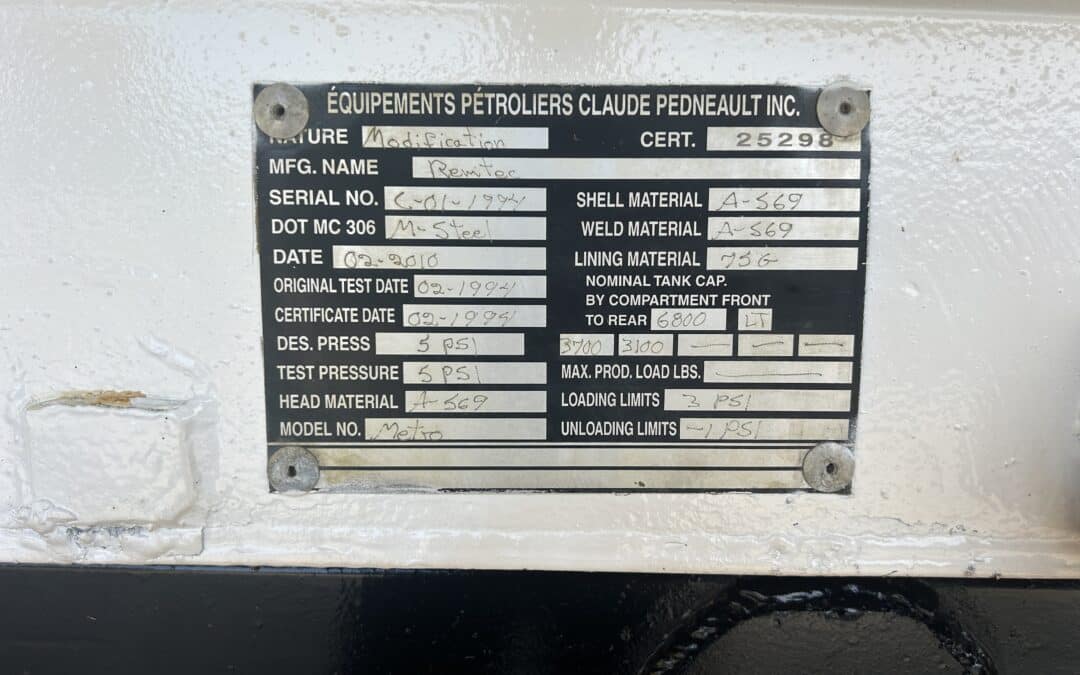 ÉQUIPEMENTS PÉTROLIERS CLAUDE PEDNEAULT INC.
NATURE Modification CERT. 25298
MFG. NAME Remtec
SERIAL NO. C-01-1994 SHELL MATERIAL A-569
DOT MC 306 M-Steel WELD MATERIAL A-569
DATE 02-2010 LINING MATERIAL 75G
ORIGINAL TEST DATE 02-1994 NOMINAL TANK CAP.
BY COMPARTMENT FRONT
CERTIFICATE DATE 02-1994 TO REAR 6800 LT
DES. PRESS 5 PSI 3700 3100 — — —
TEST PRESSURE 5 PSI MAX. PROD. LOAD LBS. —
HEAD MATERIAL A-569 LOADING LIMITS 3 PSI
MODEL NO. Metro UNLOADING LIMITS -1 PSI